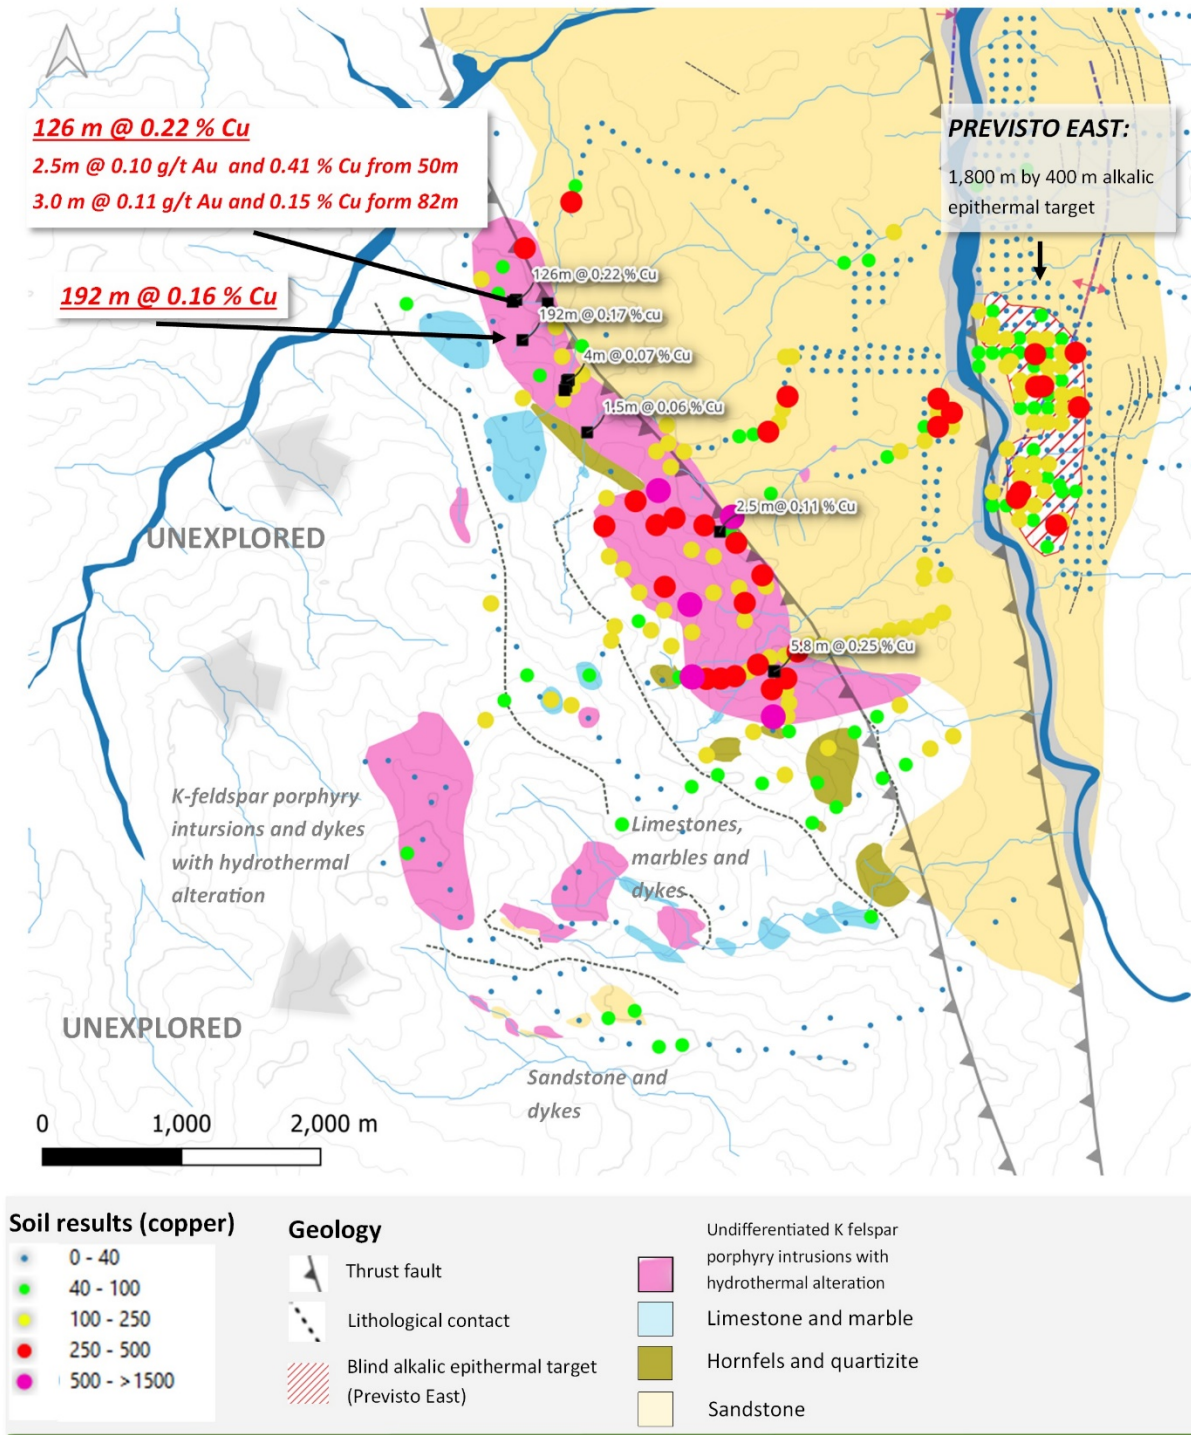 126 m @ 0.22 % Cu
2.5m @ 0.10 g/t Au and 0.41 % Cu from 50m
3.0 m @ 0.11 g/t Au and 0.15 % Cu form 82m
PREVISTO EAST:
1,800 m by 400 m alkalic
epithermal target
192 m @ 0.16 % Cu
126m @ 0.22 % Cu
192m @ 0.17 % cu
4m @ 0.07 % Cu
1.5m @ 0.06 % Cu
2.5 m@ 0.11 % Cu
UNEXPLORED
5.8 m @ 0.25 % Cu
K-feldspar porphyry
intursions and dykes
with hydrothermal
alteration
Limestones,
marbles and
dykes
UNEXPLORED
Sandstone and
dykes
0 1,000 2,000 m
Soil results (copper)
0 - 40
40 - 100
100 - 250
250 - 500
500 - >1500
Geology
Thrust fault
Lithological contact
Blind alkalic epithermal target
(Previsto East)
Undifferentiated K felspar
porphyry intrusions with
hydrothermal alteration
Limestone and marble
Hornfels and quartizite
Sandstone